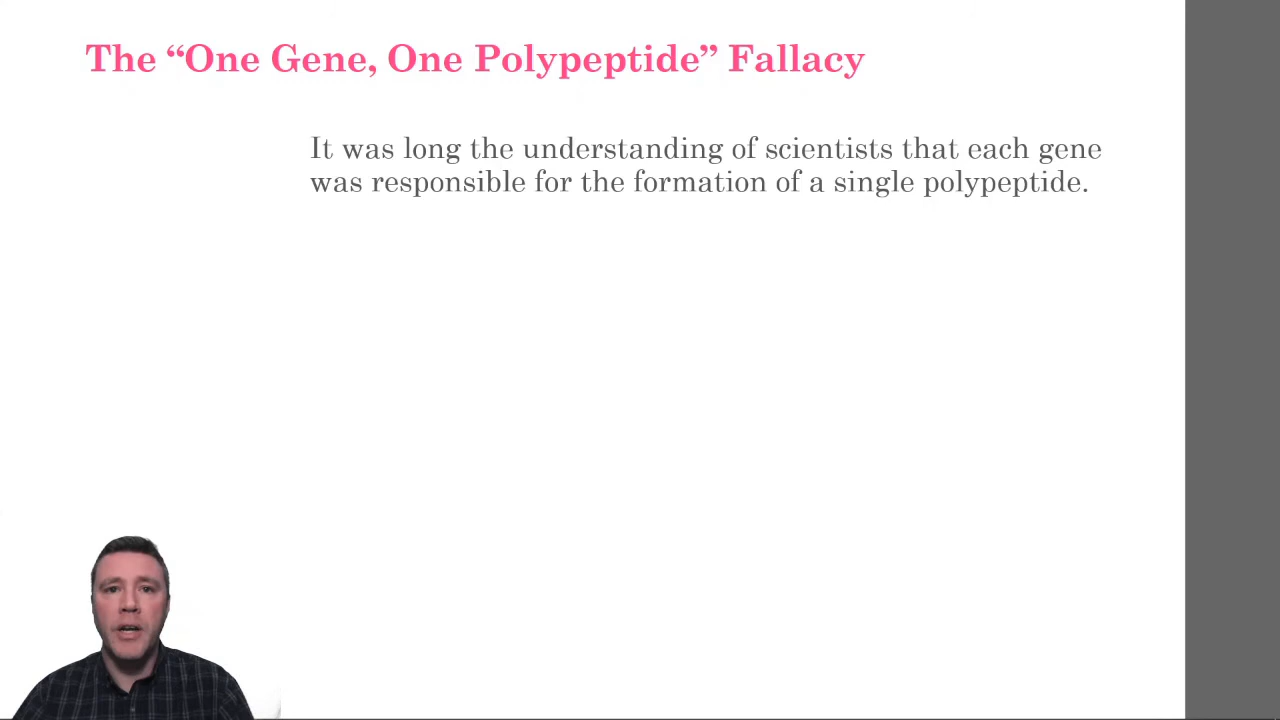 The “One Gene, One Polypeptide” Fallacy
It was long the understanding of scientists that each gene
was responsible for the formation of a single polypeptide.